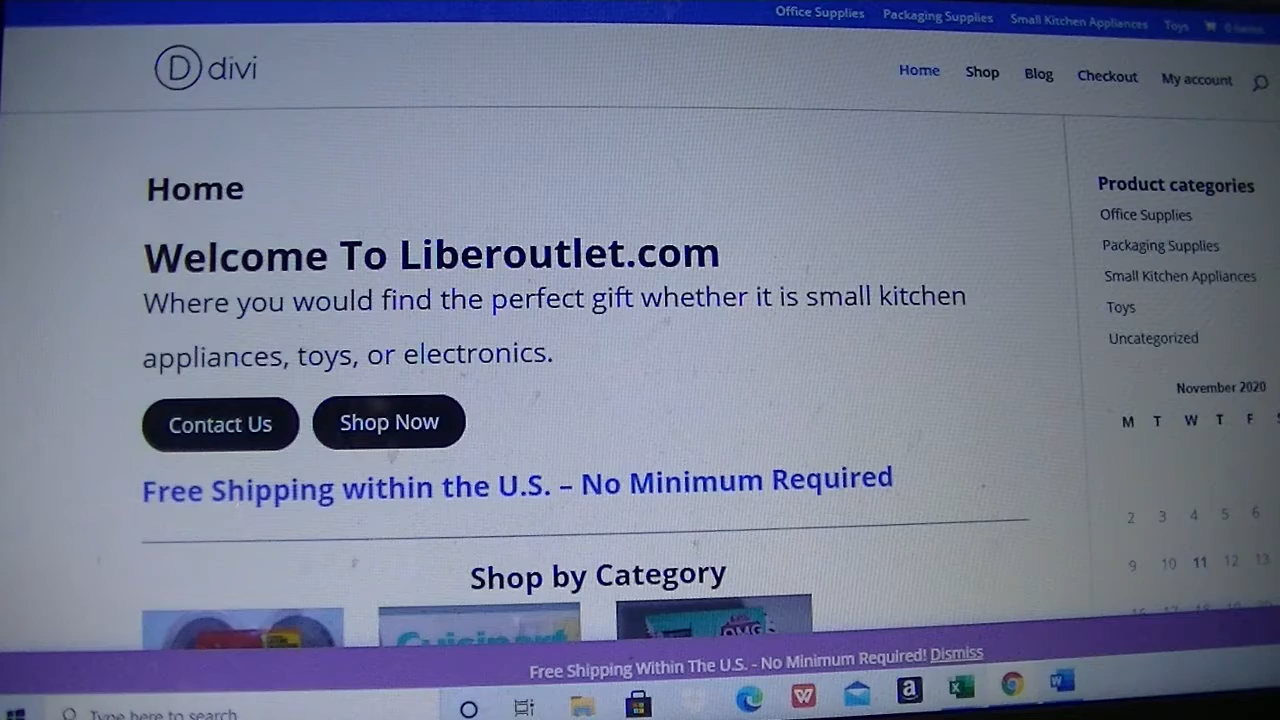 Office Supplies Packaging Supplies Small Kitchen Appliances Toys 0 Items
D divi
Home Shop Blog Checkout My account
Home
Welcome To Liberoutlet.com
Where you would find the perfect gift whether it is small kitchen
appliances, toys, or electronics.
Contact Us Shop Now
Free Shipping within the U.S. – No Minimum Required
Shop by Category
Cuisinart
OMG
Product categories
Office Supplies
Packaging Supplies
Small Kitchen Appliances
Toys
Uncategorized
November 2020
M T W T F
2 3 4 5 6
9 10 11 12 13
Free Shipping Within The U.S. - No Minimum Required! Dismiss
Type here to search